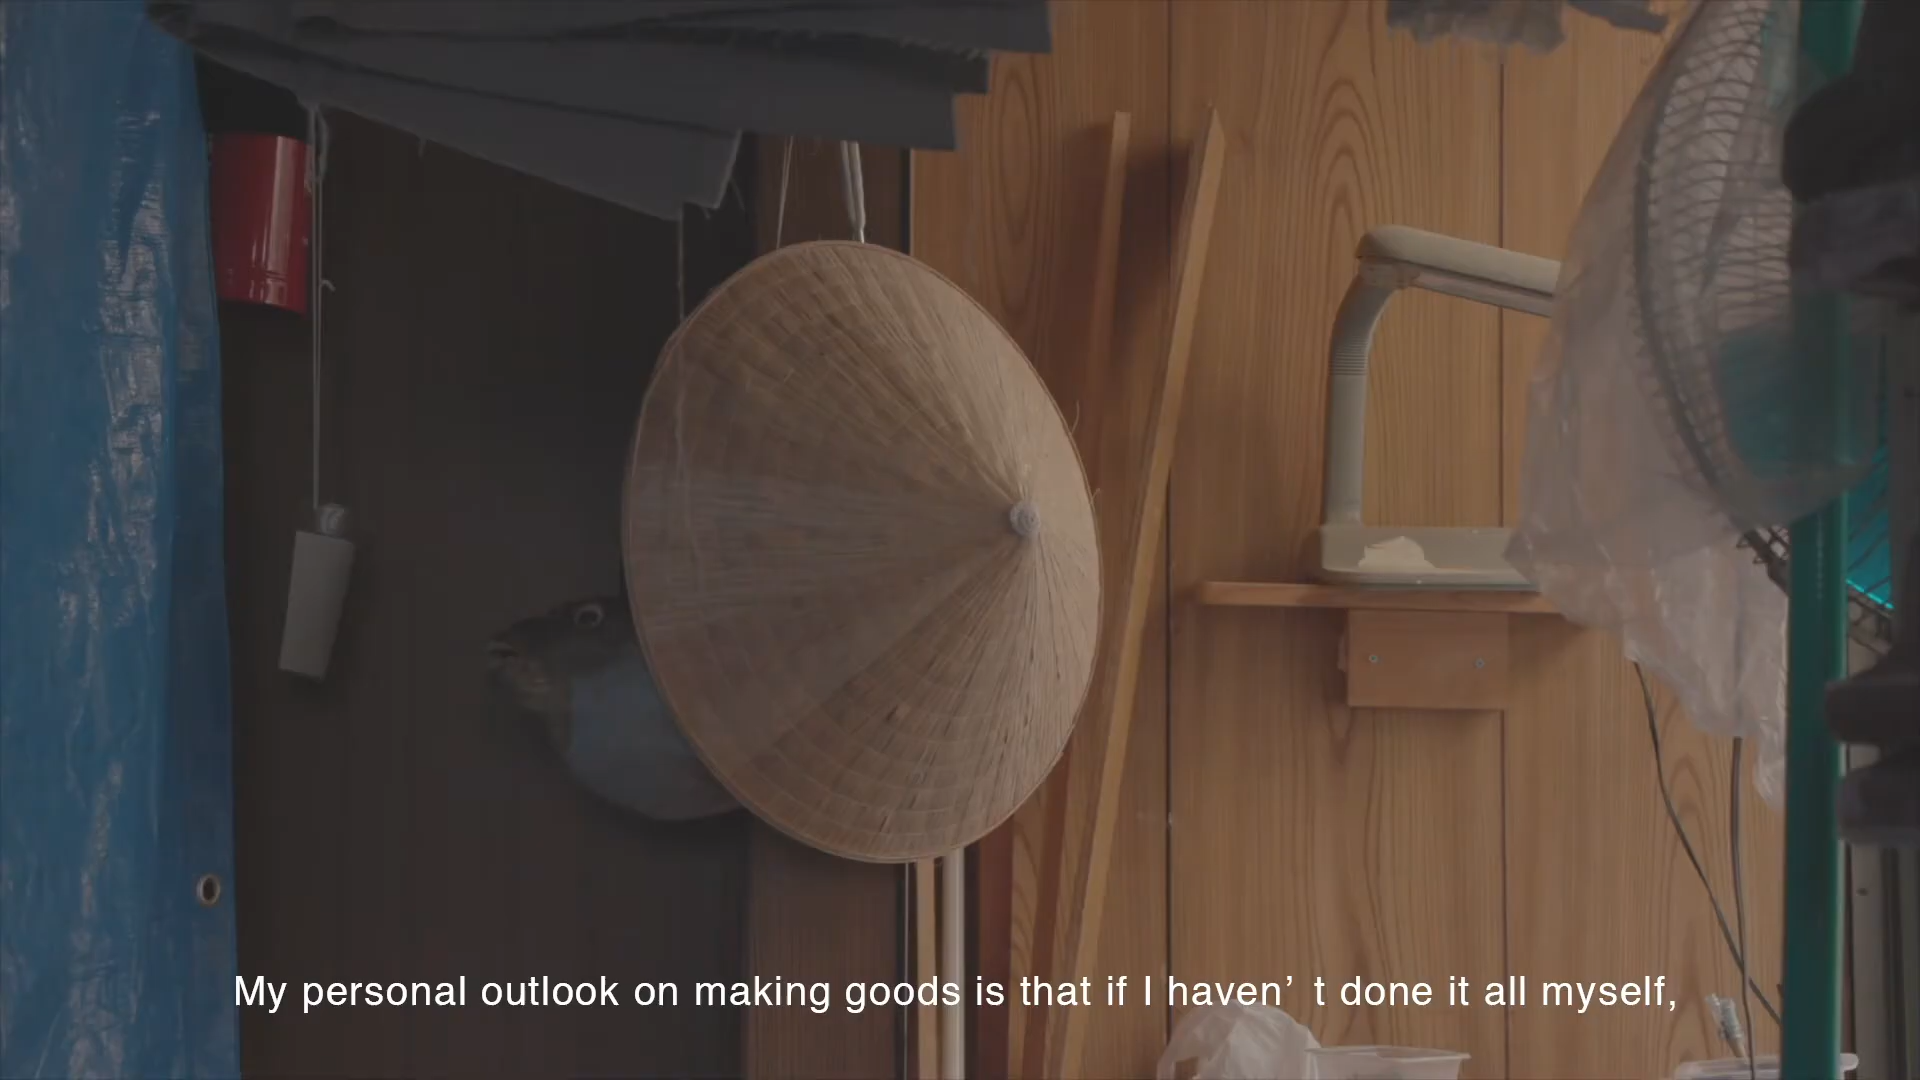 My personal outlook on making goods is that if I haven’ t done it all myself,